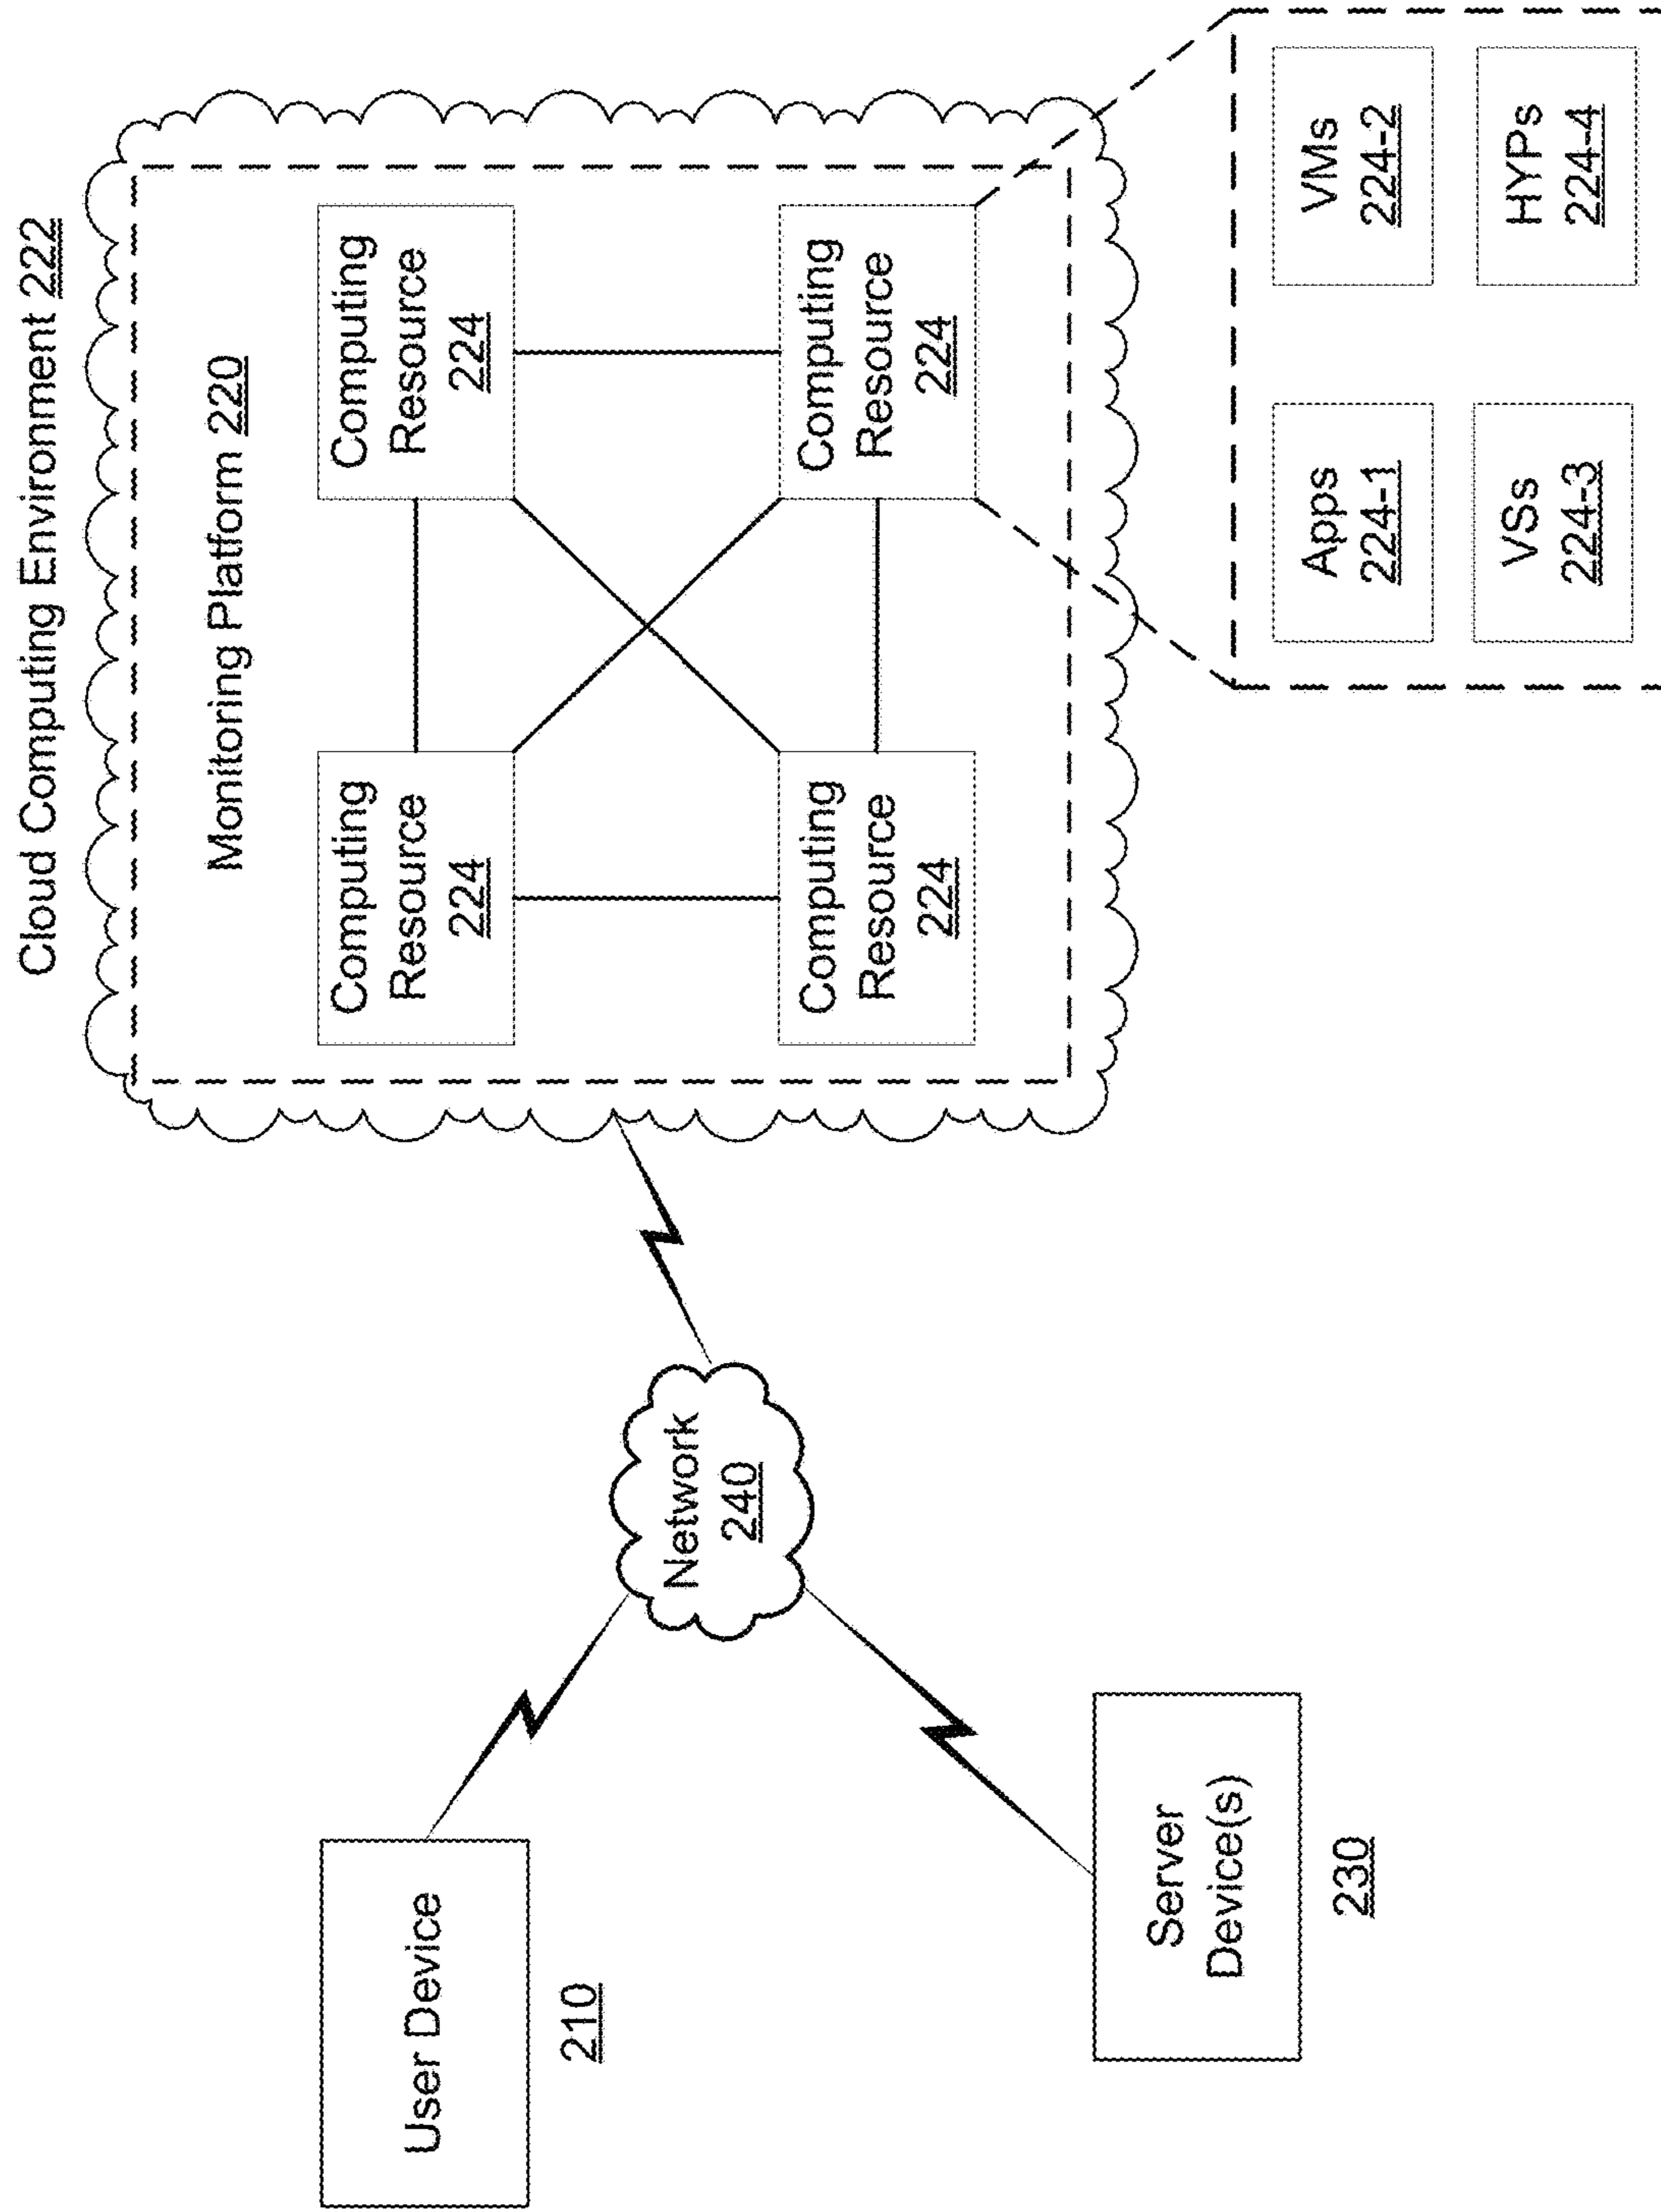 Cloud Computing Environment 222
Monitoring Platform 220
Computing
Resource
224
Computing
Resource
224
Computing
Resource
224
Computing
Resource
224
User Device
210
Network
240
Server
Device(s)
230
Apps
224-1
VMs
224-2
VSs
224-3
HYPs
224-4